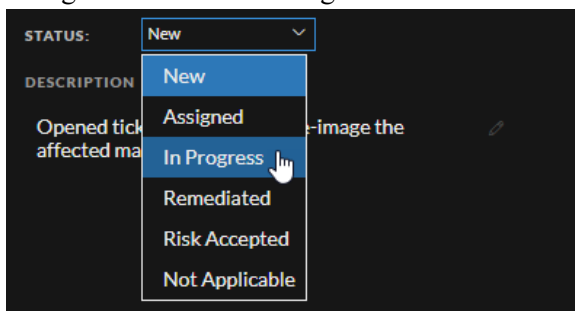 STATUS: New
DESCRIPTION
New
Assigned
Opened tick e-image the
affected ma
In Progress
Remediated
Risk Accepted
Not Applicable